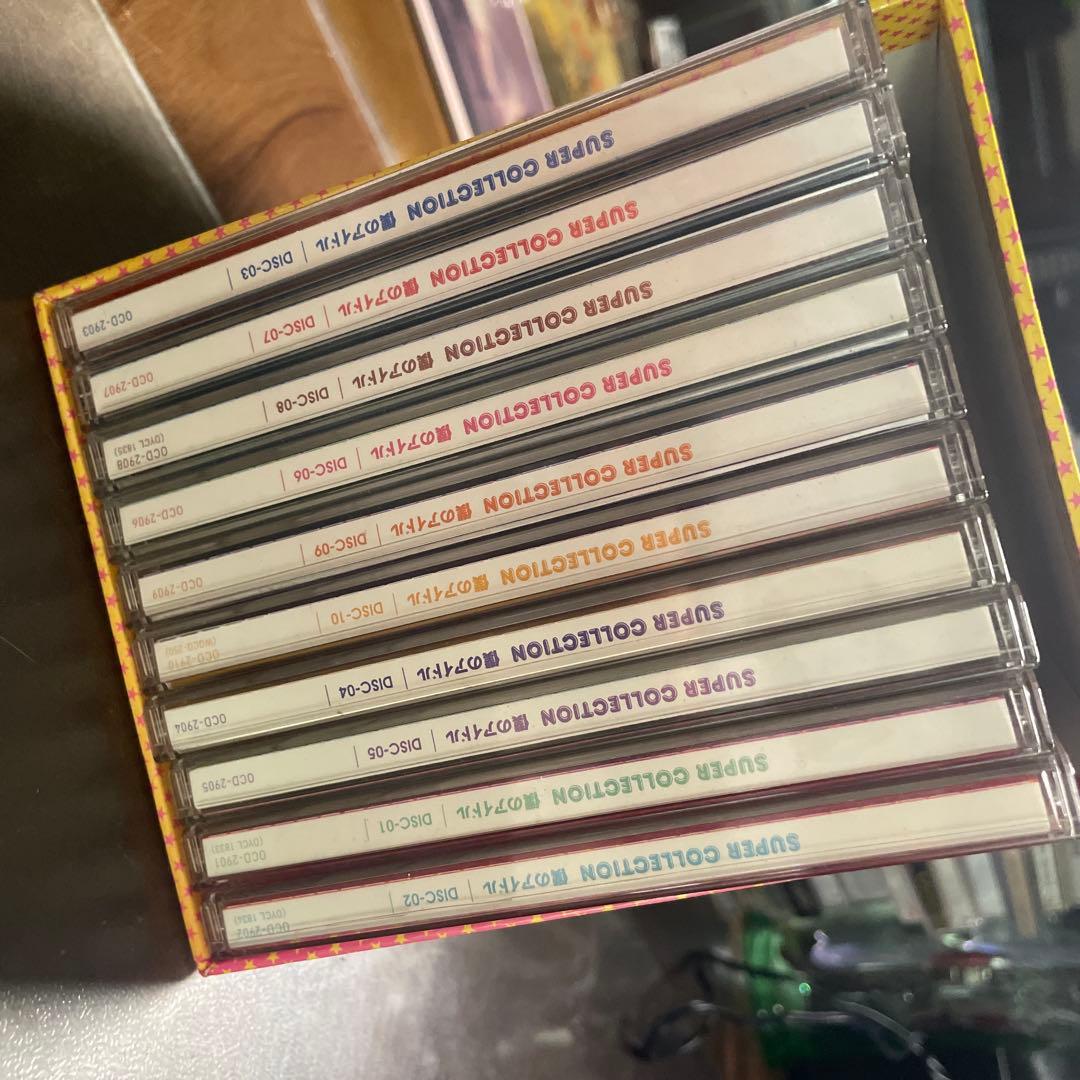 SUPER COLLECTION 僕のアイドル | DISC-03 | OCD-2903
SUPER COLLECTION 僕のアイドル | DISC-07 | OCD-2907
SUPER COLLECTION 僕のアイドル | DISC-08 | OCD-2908
(DYCL 1835)
SUPER COLLECTION 僕のアイドル | DISC-06 | OCD-2906
SUPER COLLECTION 僕のアイドル | DISC-09 | OCD-2909
SUPER COLLECTION 僕のアイドル | DISC-10 | OCD-2910
(WQCQ-250)
SUPER COLLECTION 僕のアイドル | DISC-04 | OCD-2904
SUPER COLLECTION 僕のアイドル | DISC-05 | OCD-2905
SUPER COLLECTION 僕のアイドル | DISC-01 | OCD-2901
(DYCL 1833)
SUPER COLLECTION 僕のアイドル | DISC-02 | OCD-2902
(DYCL 1834)